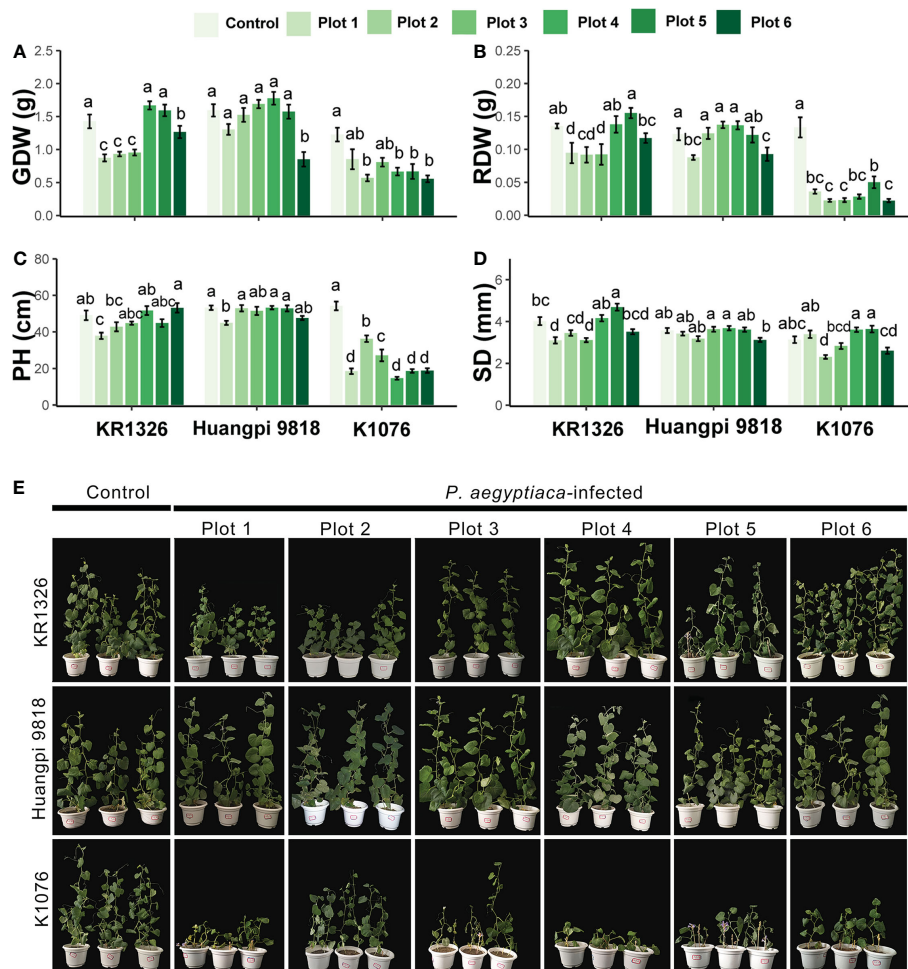 Control Plot 1 Plot 2 Plot 3 Plot 4 Plot 5 Plot 6
A
GDW (g)
2.5
2.0
1.5
1.0
0.5
0.0
a c c c a a b
a a a a a a b
a ab b ab b b b
B
RDW (g)
0.25
0.20
0.15
0.10
0.05
0.00
ab d cd d ab a bc
a bc a a a ab c
a bc c c bc b c
C
PH (cm)
80
60
40
20
0
ab c bc abc ab abc a
a b a ab a a ab
a d b c d d d
KR1326 Huangpi 9818 K1076
D
SD (mm)
6
4
2
0
bc d cd d ab a bcd
a ab ab a a a b
abc ab d bcd a a cd
KR1326 Huangpi 9818 K1076
E
Control P. aegyptiaca-infected
Plot 1 Plot 2 Plot 3 Plot 4 Plot 5 Plot 6
KR1326
Huangpi 9818
K1076